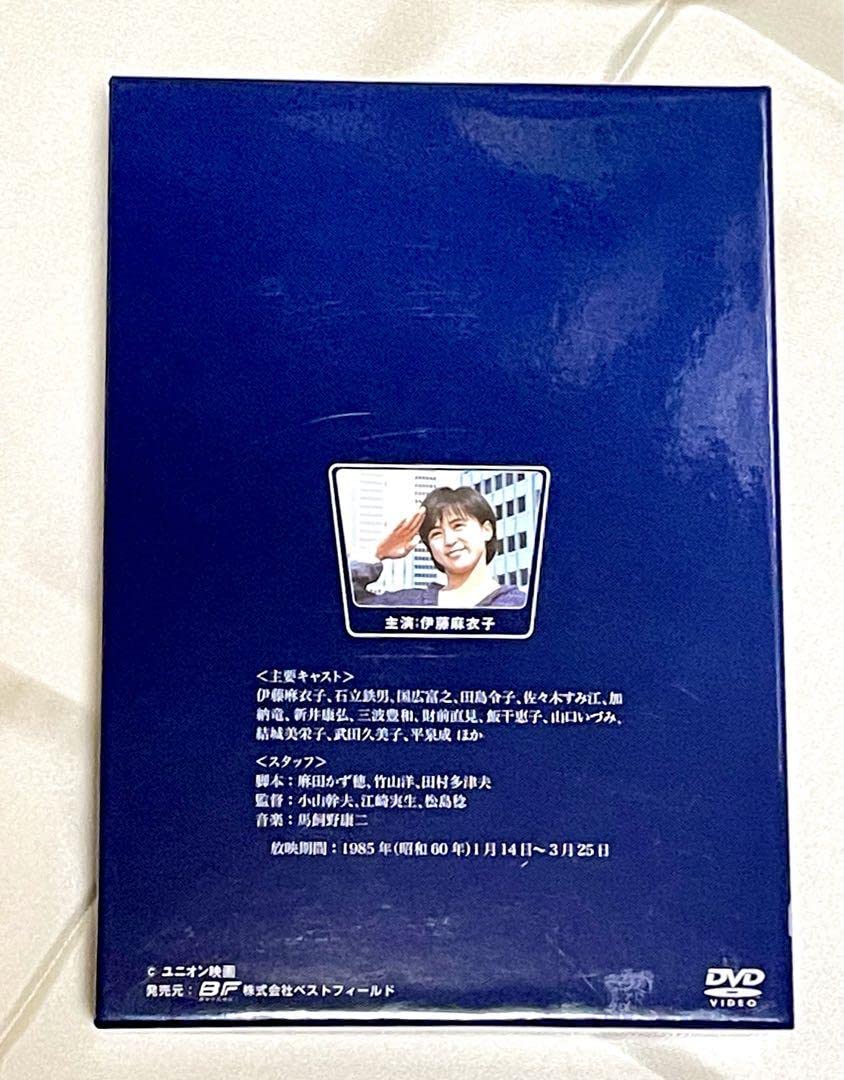 主演:伊藤麻衣子
<主要キャスト>
伊藤麻衣子、石立鉄男、国広富之、田島令子、佐々木すみ江、加
納竜、新井康弘、三波豊和、財前直見、飯干恵子、山口いづみ、
結城美栄子、武田久美子、平泉成 ほか
<スタッフ>
脚本：麻田かず穂、竹山洋、田村多津夫
監督：小山幹夫、江崎実生、松島稔
音楽：馬飼野康二
放映期間：1985年(昭和60年)1月14日～3月25日
c ユニオン映画
発売元： BF 株式会社ベストフィールド
DVD
VIDEO